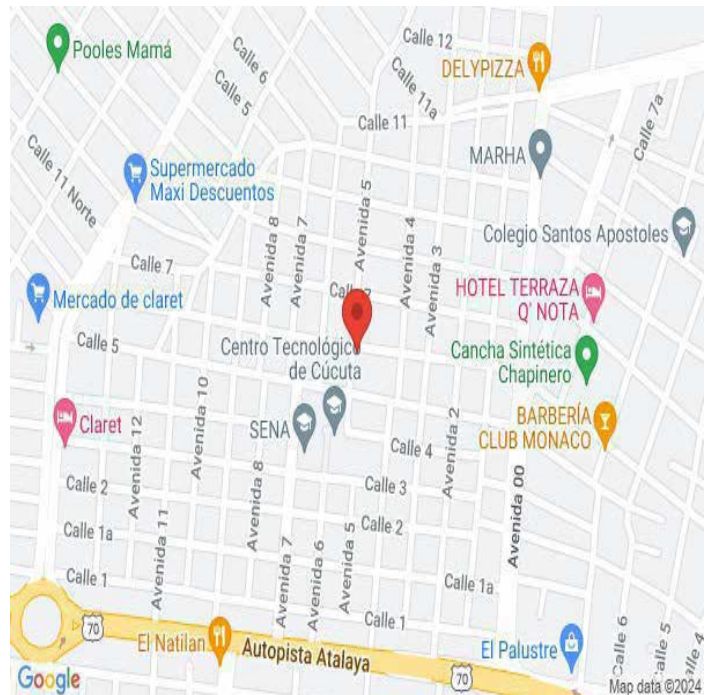 Pooles Mamá
Calle 12
DELYPIZZA
Calle 6
Calle 5
Calle 11a
Calle 11
Calle 7a
MARHA
Calle 11 Norte
Supermercado
Maxi Descuentos
Avenida 8
Avenida 7
Avenida 5
Avenida 4
Avenida 3
Colegio Santos Apostoles
Calle 7
Mercado de claret
HOTEL TERRAZA
Q' NOTA
Calle 5
Centro Tecnológico
de Cúcuta
Cancha Sintética
Chapinero
Claret
Avenida 12
Avenida 10
SENA
Avenida 2
BARBERÍA
CLUB MONACO
Calle 4
Calle 2
Avenida 8
Calle 3
Avenida 00
Calle 1a
Avenida 11
Calle 2
Avenida 7
Avenida 6
Avenida 5
Calle 1
Calle 1a
Calle 1
70
El Natilan
Autopista Atalaya
70
El Palustre
Calle 6
Calle 5
Calle 4
Google
Map data ©2024